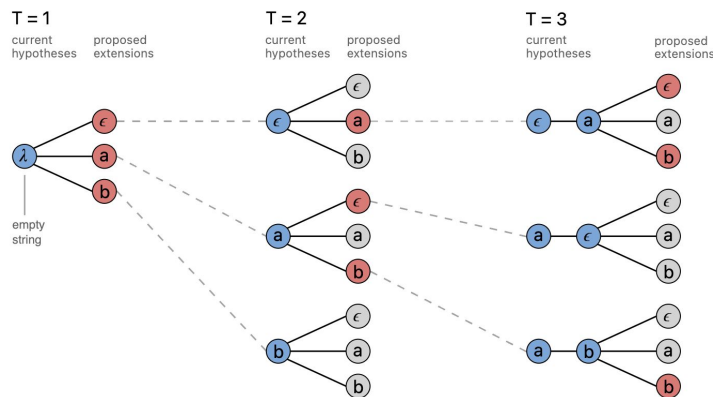 T = 1
T = 2
T = 3
current hypotheses
proposed extensions
current hypotheses
proposed extensions
current hypotheses
proposed extensions
λ
ϵ
a
b
empty string
ϵ
ϵ
a
b
a
ϵ
a
b
b
ϵ
a
b
ϵ
a
ϵ
a
b
a
ϵ
ϵ
a
b
a
b
ϵ
a
b